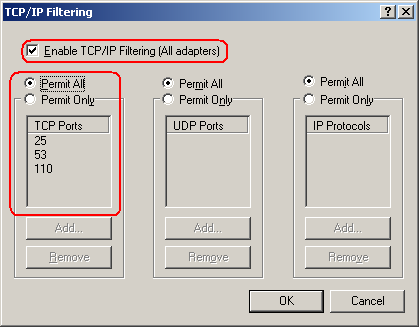 TCP/IP Filtering
Enable TCP/IP Filtering (All adapters)
Permit All
Permit Only
TCP Ports
25
53
110
Add...
Remove
Permit All
Permit Only
UDP Ports
Add...
Remove
Permit All
Permit Only
IP Protocols
Add...
Remove
OK
Cancel